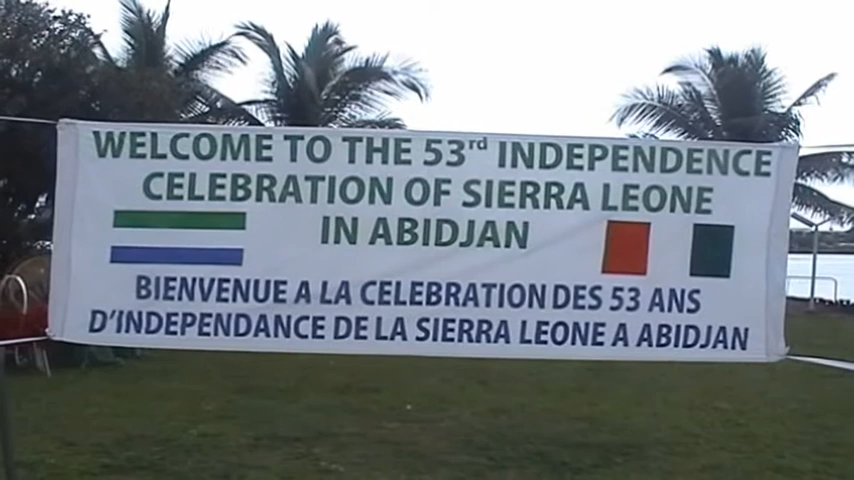 WELCOME TO THE 53rd INDEPENDENCE
CELEBRATION OF SIERRA LEONE
IN ABIDJAN
BIENVENUE A LA CELEBRATION DES 53 ANS
D'INDEPENDANCE DE LA SIERRA LEONE A ABIDJAN